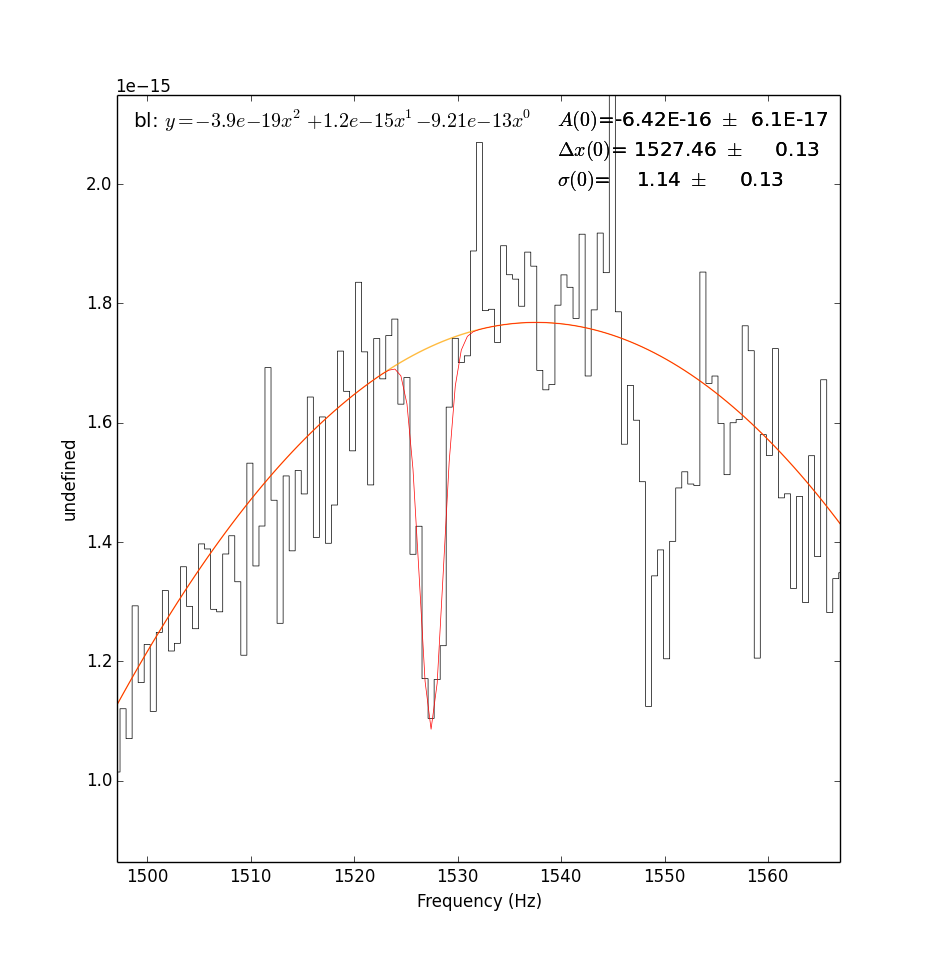 1e−15
bl: y=−3.9e−19x² +1.2e−15x¹ −9.21e−13x⁰
A(0)=-6.42E-16 ± 6.1E-17
Δx(0)= 1527.46 ± 0.13
σ(0)= 1.14 ± 0.13
2.0
1.8
1.6
1.4
1.2
1.0
undefined
1500 1510 1520 1530 1540 1550 1560
Frequency (Hz)